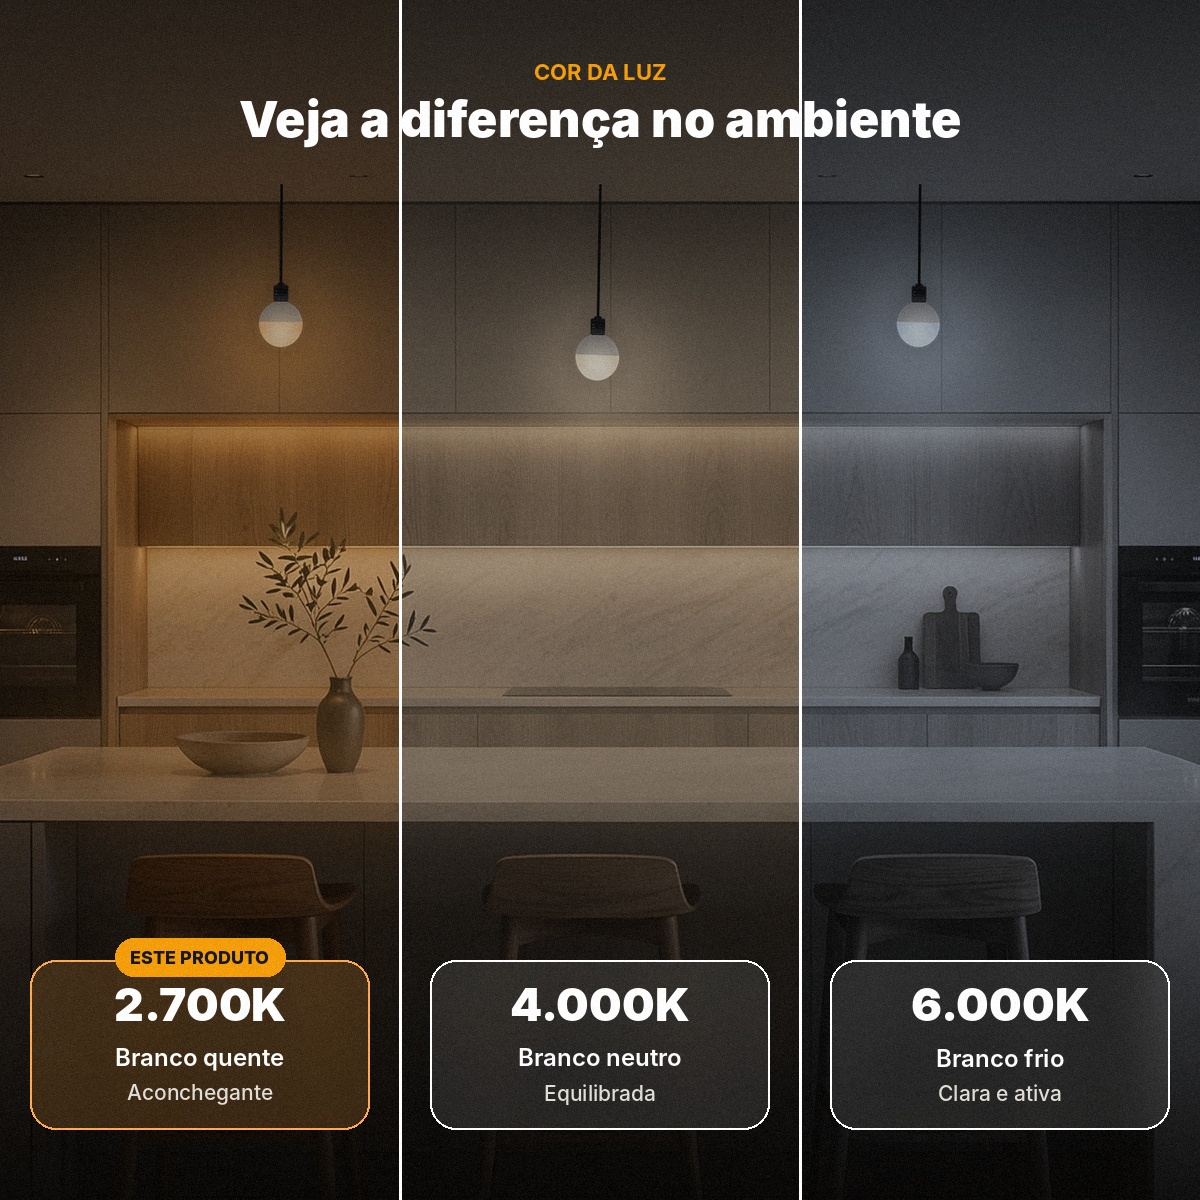 COR DA LUZ
Veja a diferença no ambiente
ESTE PRODUTO
2.700K
Branco quente
Aconchegante
4.000K
Branco neutro
Equilibrada
6.000K
Branco frio
Clara e ativa